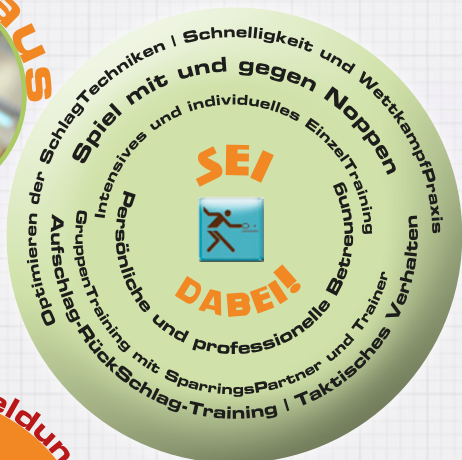 aus
Optimieren der SchlagTechniken | Schnelligkeit und WettkampfPraxis
Spiel mit und gegen Noppen
Intensives und individuelles EinzelTraining
SEI
DABEI!
Persönliche und professionelle Betreuung
GruppenTraining mit SparringsPartner und Trainer
Aufschlag-RückSchlag-Training | Taktisches Verhalten
eldun